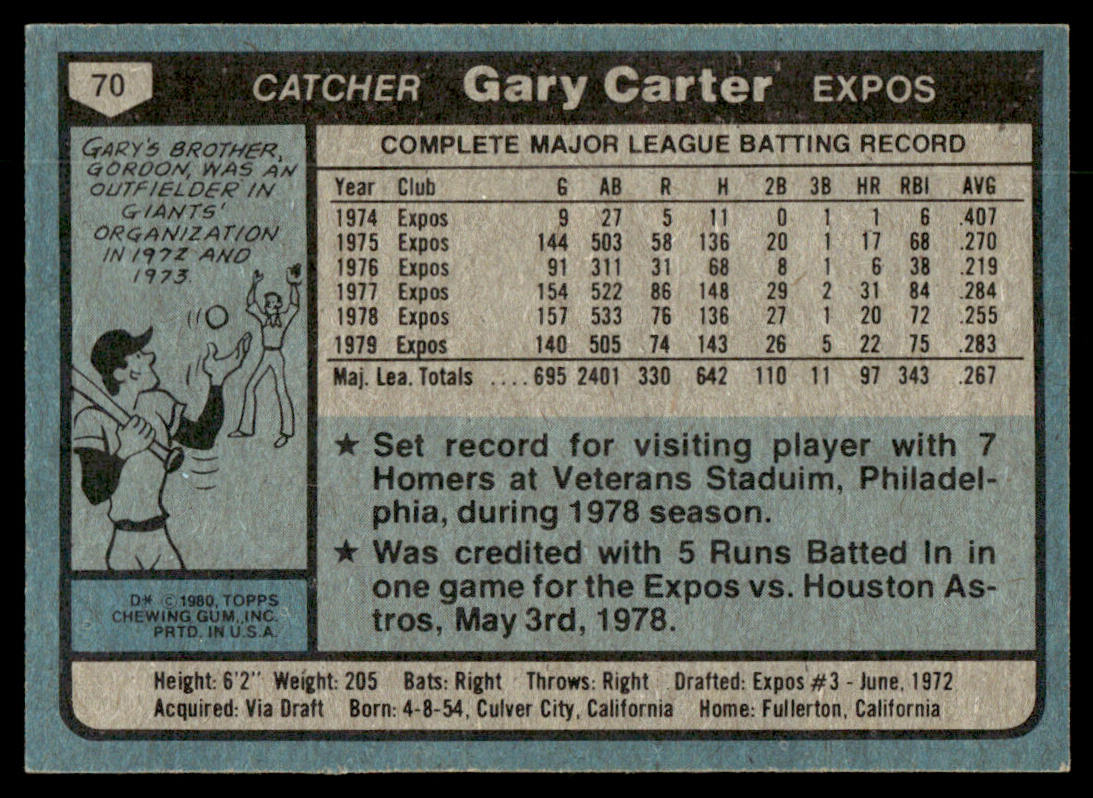 70 CATCHER Gary Carter EXPOS
GARY'S BROTHER,
GORDON, WAS AN
OUTFIELDER IN
GIANTS'
ORGANIZATION
IN 1972 AND
1973.
COMPLETE MAJOR LEAGUE BATTING RECORD
Year Club G AB R H 2B 3B HR RBI AVG
1974 Expos 9 27 5 11 0 1 1 6 .407
1975 Expos 144 503 58 136 20 1 17 68 .270
1976 Expos 91 311 31 68 8 1 6 38 .219
1977 Expos 154 522 86 148 29 2 31 84 .284
1978 Expos 157 533 76 136 27 1 20 72 .255
1979 Expos 140 505 74 143 26 5 22 75 .283
Maj. Lea. Totals .... 695 2401 330 642 110 11 97 343 .267
★ Set record for visiting player with 7
Homers at Veterans Staduim, Philadel-
phia, during 1978 season.
★ Was credited with 5 Runs Batted In in
one game for the Expos vs. Houston As-
tros, May 3rd, 1978.
D* © 1980, TOPPS
CHEWING GUM, INC.
PRTD. IN U.S.A.
Height: 6'2" Weight: 205 Bats: Right Throws: Right Drafted: Expos #3 - June, 1972
Acquired: Via Draft Born: 4-8-54, Culver City, California Home: Fullerton, California